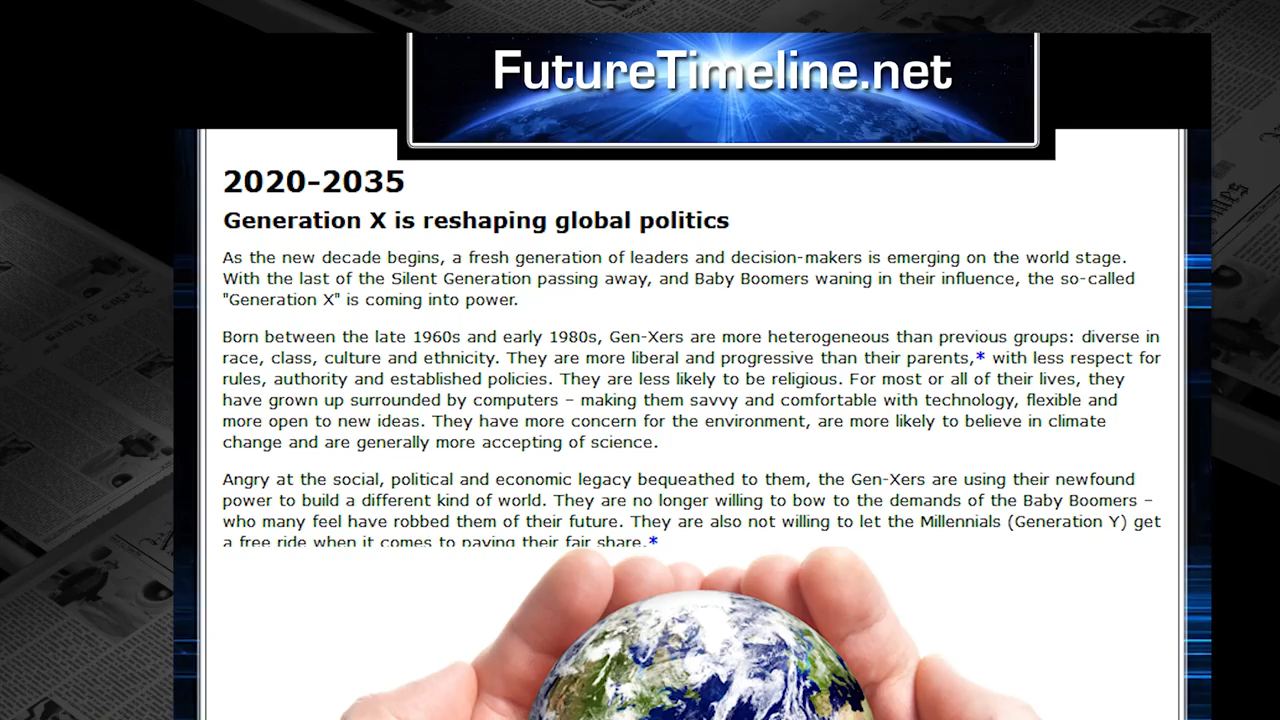 FutureTimeline.net
2020-2035
Generation X is reshaping global politics
As the new decade begins, a fresh generation of leaders and decision-makers is emerging on the world stage.
With the last of the Silent Generation passing away, and Baby Boomers waning in their influence, the so-called
"Generation X" is coming into power.
Born between the late 1960s and early 1980s, Gen-Xers are more heterogeneous than previous groups: diverse in
race, class, culture and ethnicity. They are more liberal and progressive than their parents,* with less respect for
rules, authority and established policies. They are less likely to be religious. For most or all of their lives, they
have grown up surrounded by computers – making them savvy and comfortable with technology, flexible and
more open to new ideas. They have more concern for the environment, are more likely to believe in climate
change and are generally more accepting of science.
Angry at the social, political and economic legacy bequeathed to them, the Gen-Xers are using their newfound
power to build a different kind of world. They are no longer willing to bow to the demands of the Baby Boomers –
who many feel have robbed them of their future. They are also not willing to let the Millennials (Generation Y) get
a free ride when it comes to paying their fair share.*